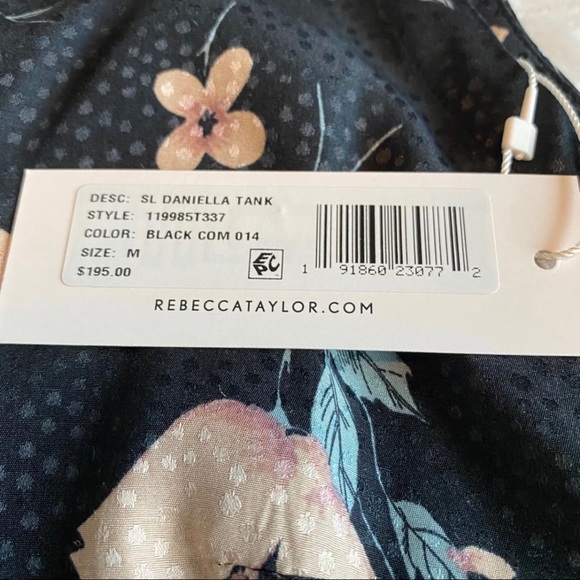 DESC: SL DANIELLA TANK
STYLE: 119985T337
COLOR: BLACK COM 014
SIZE: M
$195.00
EPC
1 91860 23077 2
REBECCATAYLOR.COM